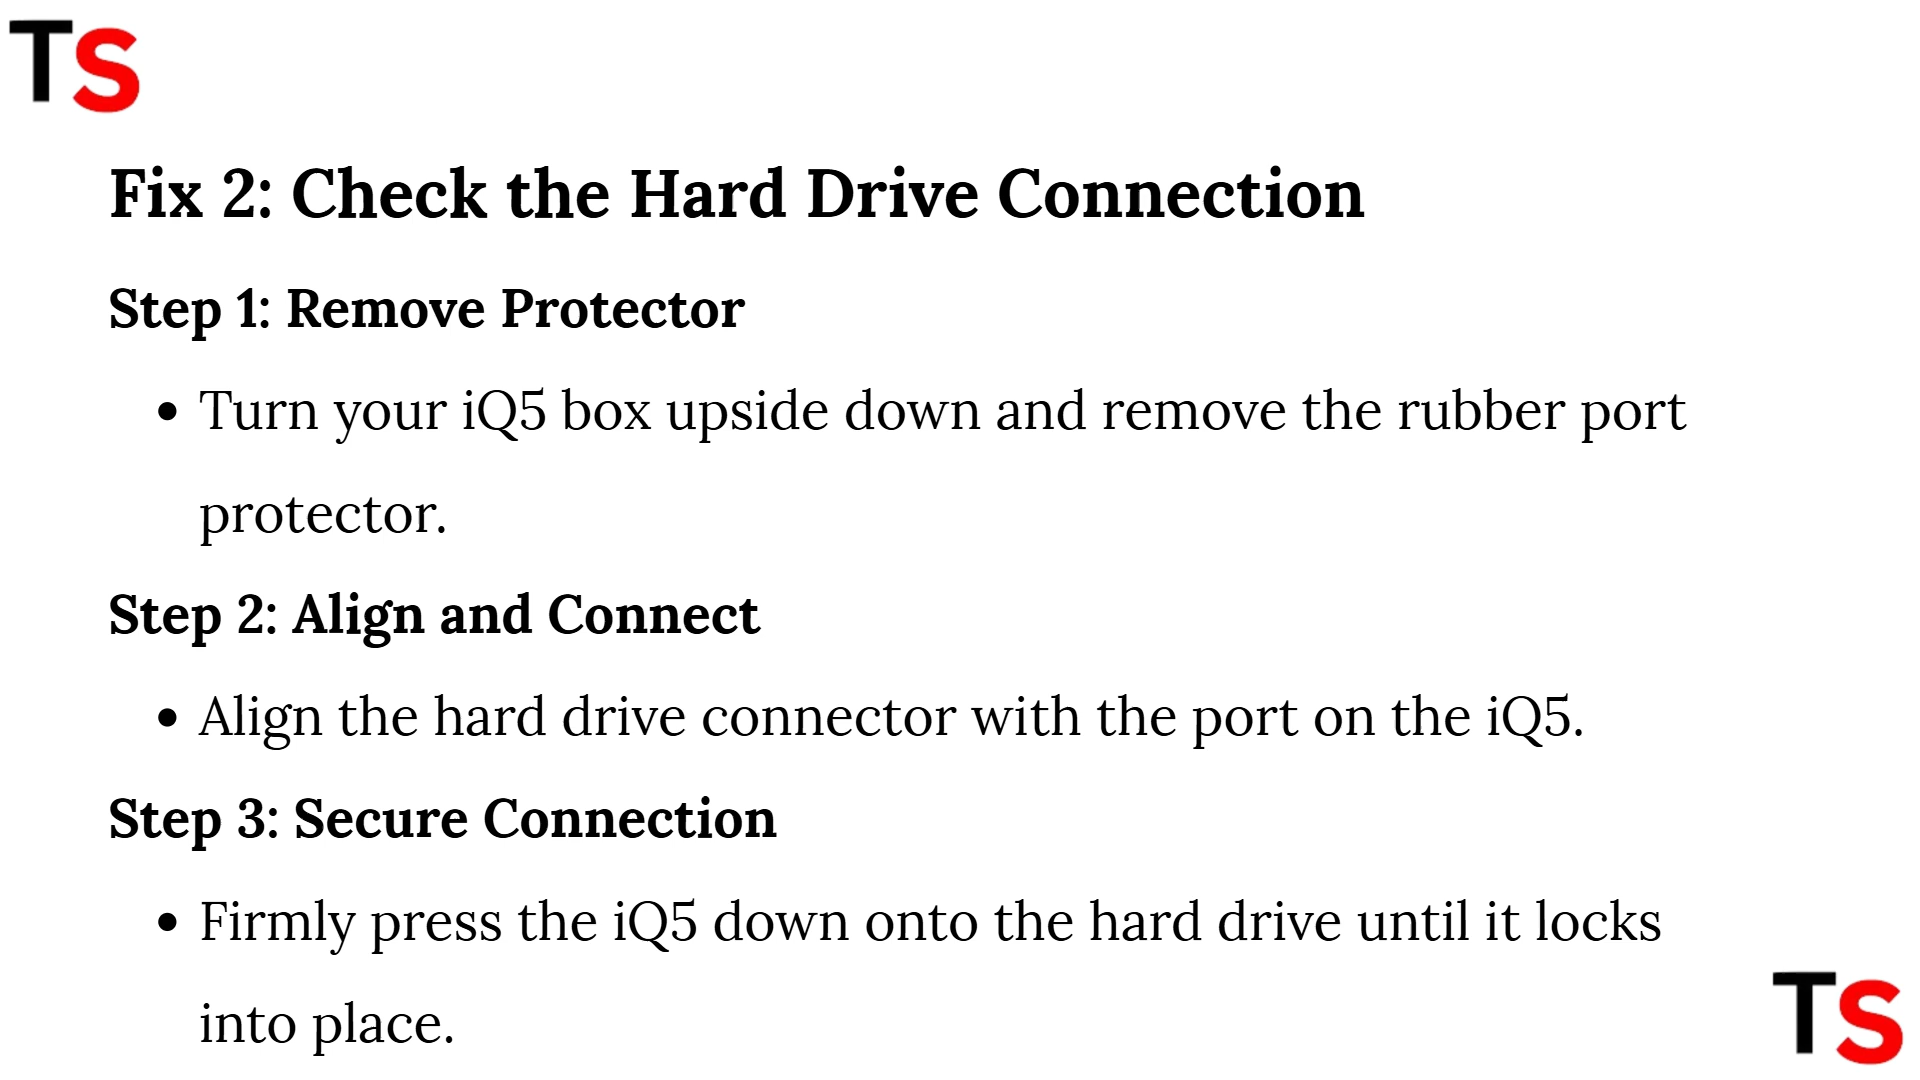 TS
Fix 2: Check the Hard Drive Connection
Step 1: Remove Protector
• Turn your iQ5 box upside down and remove the rubber port
protector.
Step 2: Align and Connect
• Align the hard drive connector with the port on the iQ5.
Step 3: Secure Connection
• Firmly press the iQ5 down onto the hard drive until it locks
into place.
TS